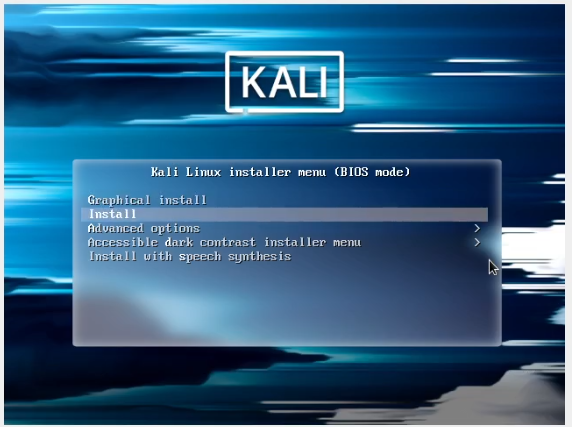 KALI
Kali Linux installer menu (BIOS mode)
Graphical install
Install
Advanced options >
Accessible dark contrast installer menu >
Install with speech synthesis